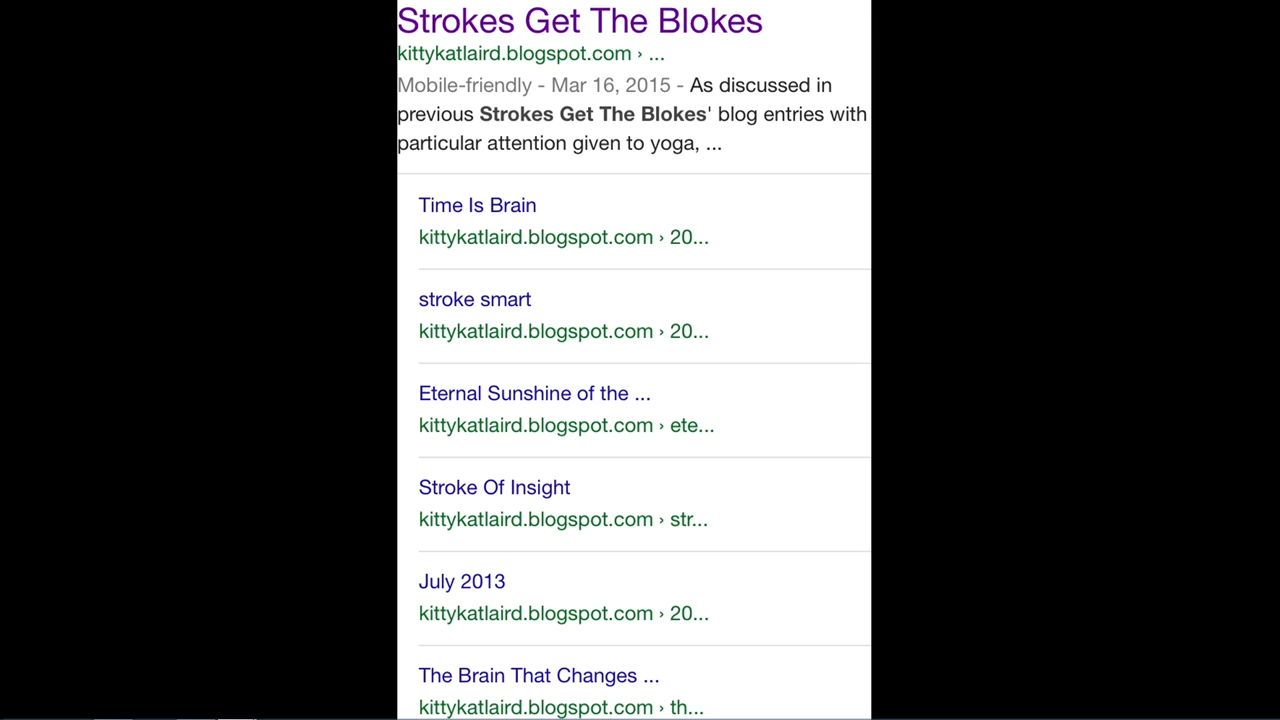 Strokes Get The Blokes
kittykatlaird.blogspot.com › ...
Mobile-friendly - Mar 16, 2015 - As discussed in
previous Strokes Get The Blokes' blog entries with
particular attention given to yoga, ...
Time Is Brain
kittykatlaird.blogspot.com › 20...
stroke smart
kittykatlaird.blogspot.com › 20...
Eternal Sunshine of the ...
kittykatlaird.blogspot.com › ete...
Stroke Of Insight
kittykatlaird.blogspot.com › str...
July 2013
kittykatlaird.blogspot.com › 20...
The Brain That Changes ...
kittykatlaird.blogspot.com › th...